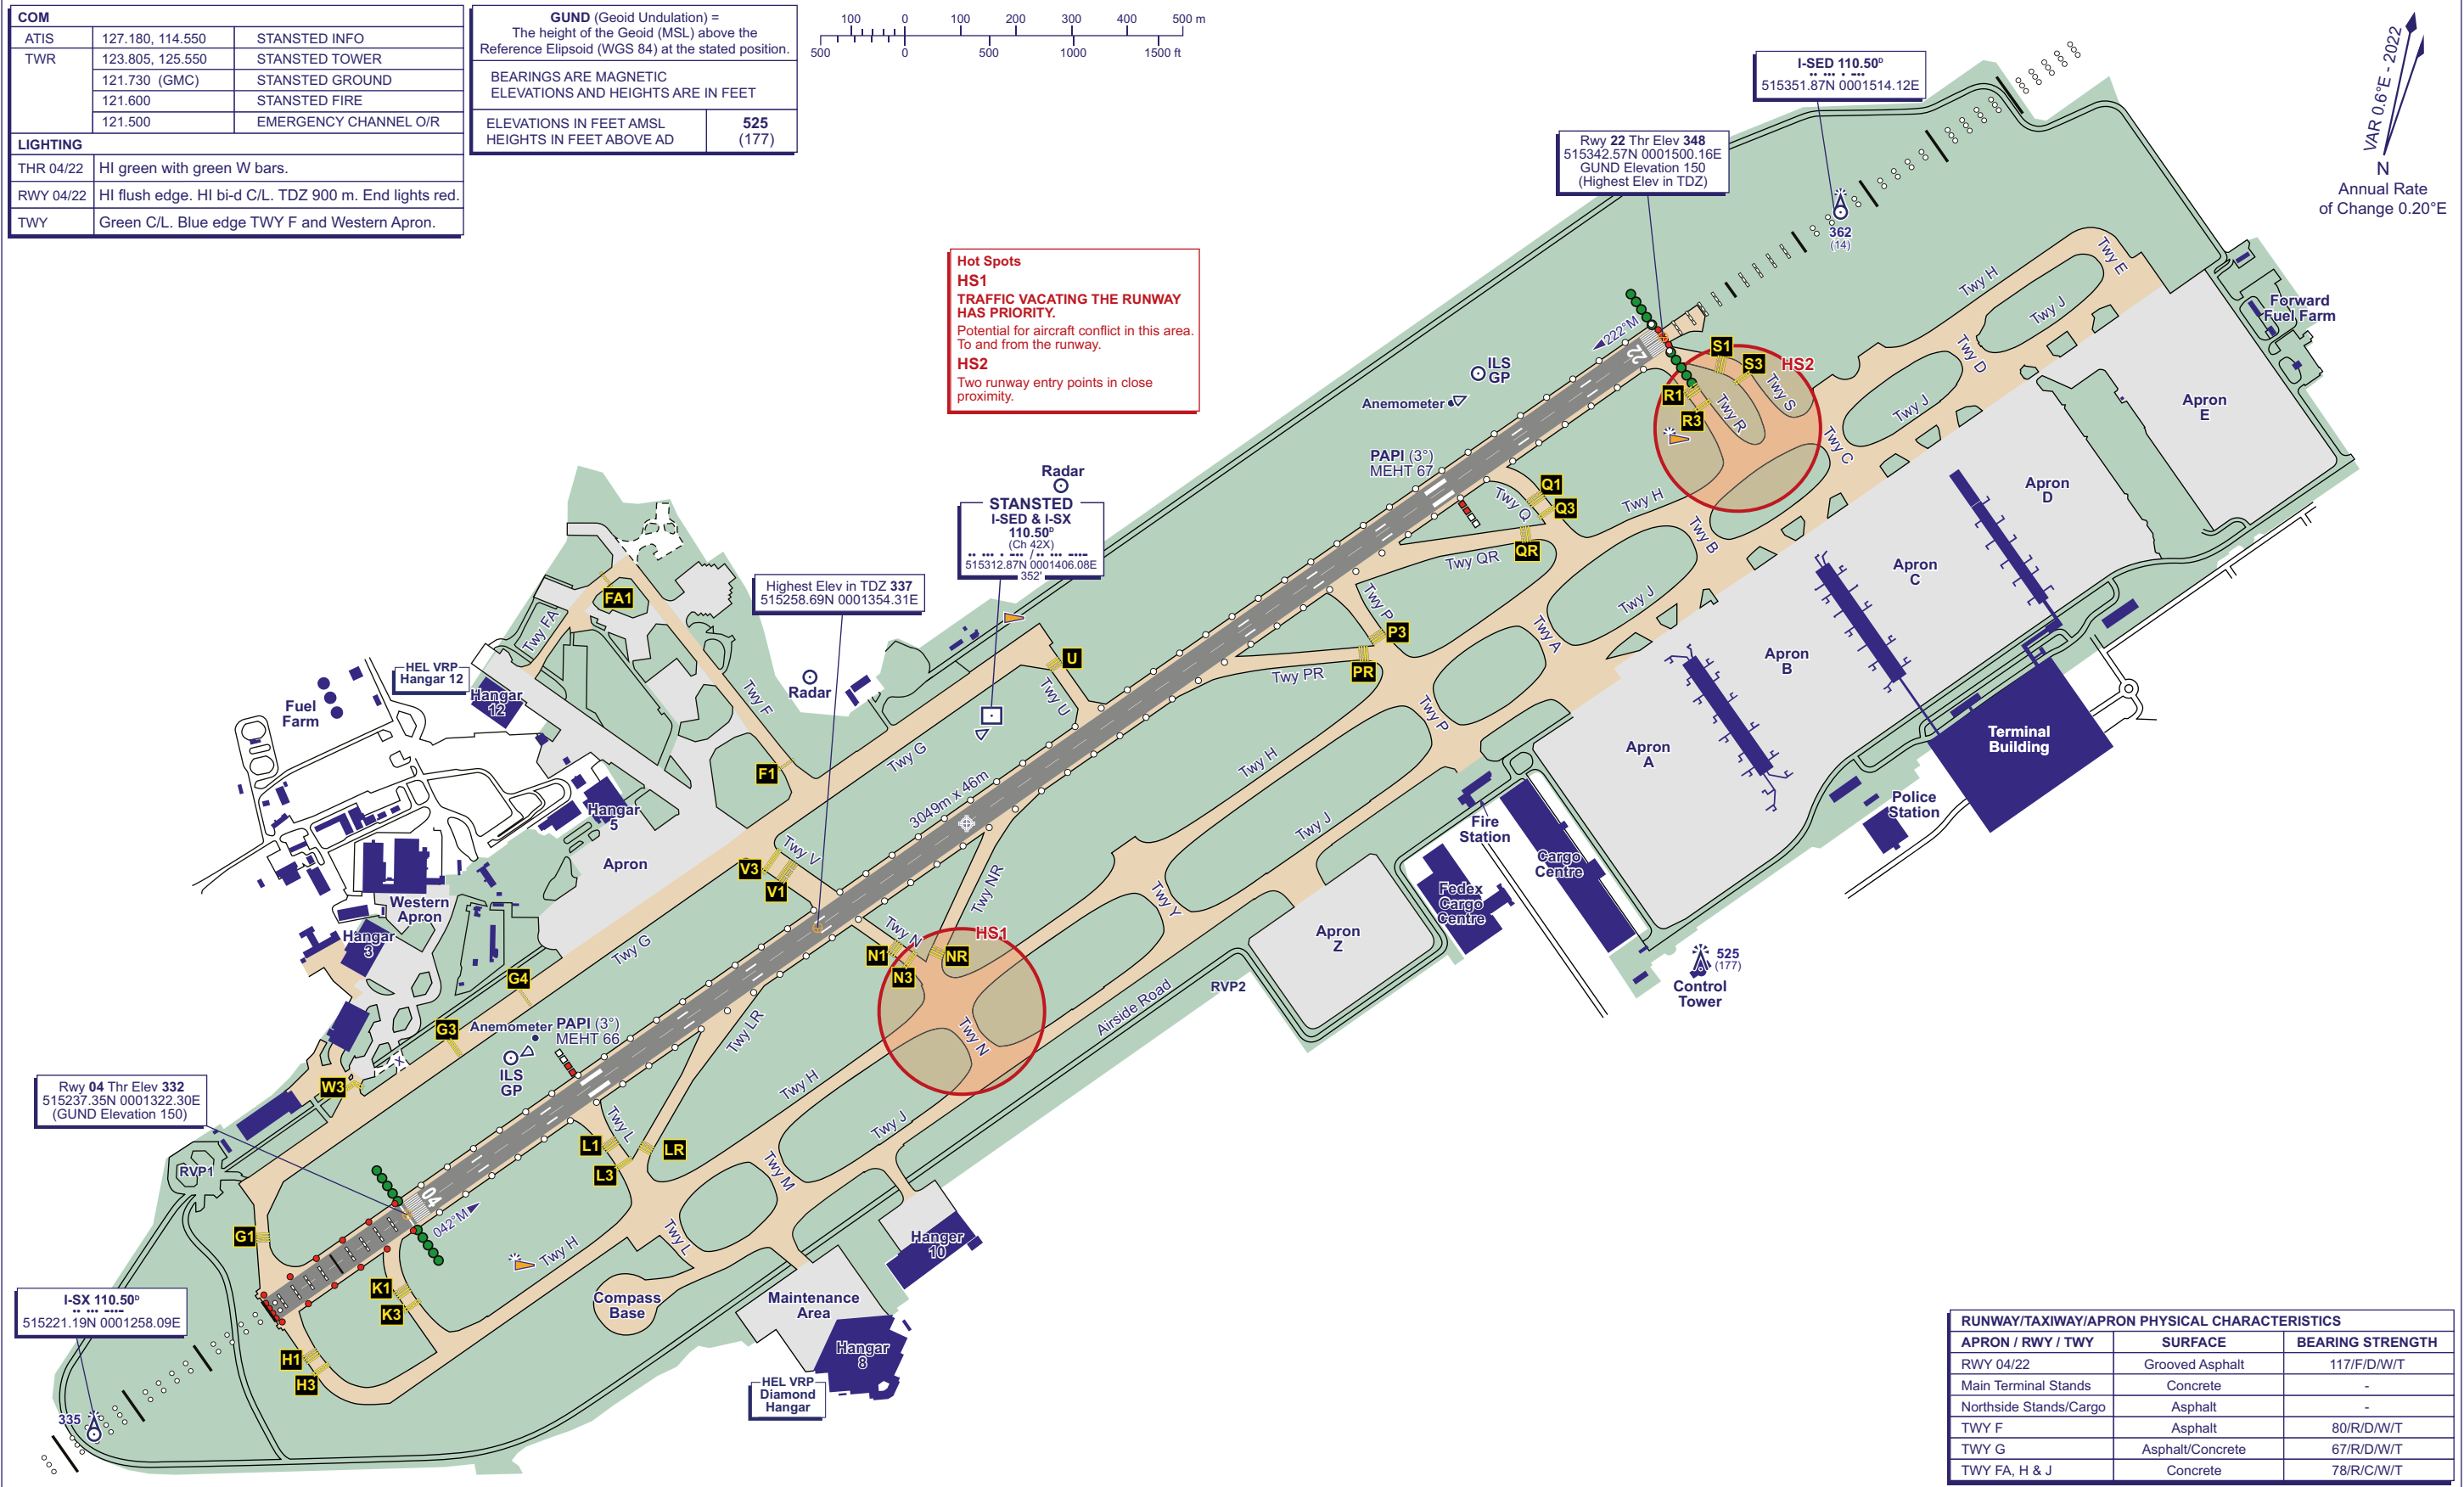 COM
ATIS 127.180, 114.550 STANSTED INFO
TWR 123.805, 125.550 STANSTED TOWER
121.730 (GMC) STANSTED GROUND
121.600 STANSTED FIRE
121.500 EMERGENCY CHANNEL O/R
LIGHTING
THR 04/22 HI green with green W bars.
RWY 04/22 HI flush edge. HI bi-d C/L. TDZ 900 m. End lights red.
TWY Green C/L. Blue edge TWY F and Western Apron.
GUND (Geoid Undulation) =
The height of the Geoid (MSL) above the
Reference Elipsoid (WGS 84) at the stated position.
BEARINGS ARE MAGNETIC
ELEVATIONS AND HEIGHTS ARE IN FEET
ELEVATIONS IN FEET AMSL 525
HEIGHTS IN FEET ABOVE AD (177)
100 0 100 200 300 400 500 m
500 0 500 1000 1500 ft
VAR 0.6°E - 2022
N
Annual Rate
of Change 0.20°E
I-SED 110.50D
515351.87N 0001514.12E
Rwy 22 Thr Elev 348
515342.57N 0001500.16E
GUND Elevation 150
(Highest Elev in TDZ)
362
(14)
Hot Spots
HS1
TRAFFIC VACATING THE RUNWAY
HAS PRIORITY.
Potential for aircraft conflict in this area.
To and from the runway.
HS2
Two runway entry points in close
proximity.
Twy E
Twy H
Twy J
Forward
Fuel Farm
222°M
22
S1
S3
HS2
Twy D
ILS
GP
Anemometer
R1
R3
Twy R
Twy S
Twy J
Apron
E
Twy C
PAPI (3°)
MEHT 67
Radar
Q1
Q3
Twy Q
QR
Twy QR
Twy H
Twy B
Apron
D
STANSTED
I-SED & I-SX
110.50D
(Ch 42X)
515312.87N 0001406.08E
352'
Apron
C
Highest Elev in TDZ 337
515258.69N 0001354.31E
FA1
Twy FA
Twy P
P3
PR
Twy PR
Twy J
Twy A
U
Twy U
Apron
B
HEL VRP
Hangar 12
Hangar
12
Radar
Twy F
Fuel
Farm
Twy P
Terminal
Building
Apron
A
F1
Twy G
Twy H
3049m x 46m
Hangar
5
Police
Station
Fire
Station
Twy J
Apron
V3
V1
Twy V
Cargo
Centre
Twy NR
Fedex
Cargo
Centre
Western
Apron
Twy Y
Hangar
3
Twy G
Twy N
HS1
N1
N3
NR
Apron
Z
525
(177)
Control
Tower
RVP2
G4
G3
Anemometer
PAPI (3°)
MEHT 66
ILS
GP
Twy LR
Twy N
Airside Road
X
W3
Rwy 04 Thr Elev 332
515237.35N 0001322.30E
(GUND Elevation 150)
Twy H
Twy J
Twy L
L1
L3
LR
RVP1
Twy M
04
042°M
G1
Twy H
Twy L
Hanger
10
K1
K3
Compass
Base
Maintenance
Area
I-SX 110.50D
515221.19N 0001258.09E
H1
H3
Hangar
8
HEL VRP
Diamond
Hangar
335
RUNWAY/TAXIWAY/APRON PHYSICAL CHARACTERISTICS
APRON / RWY / TWY SURFACE BEARING STRENGTH
RWY 04/22 Grooved Asphalt 117/F/D/W/T
Main Terminal Stands Concrete -
Northside Stands/Cargo Asphalt -
TWY F Asphalt 80/R/D/W/T
TWY G Asphalt/Concrete 67/R/D/W/T
TWY FA, H & J Concrete 78/R/C/W/T